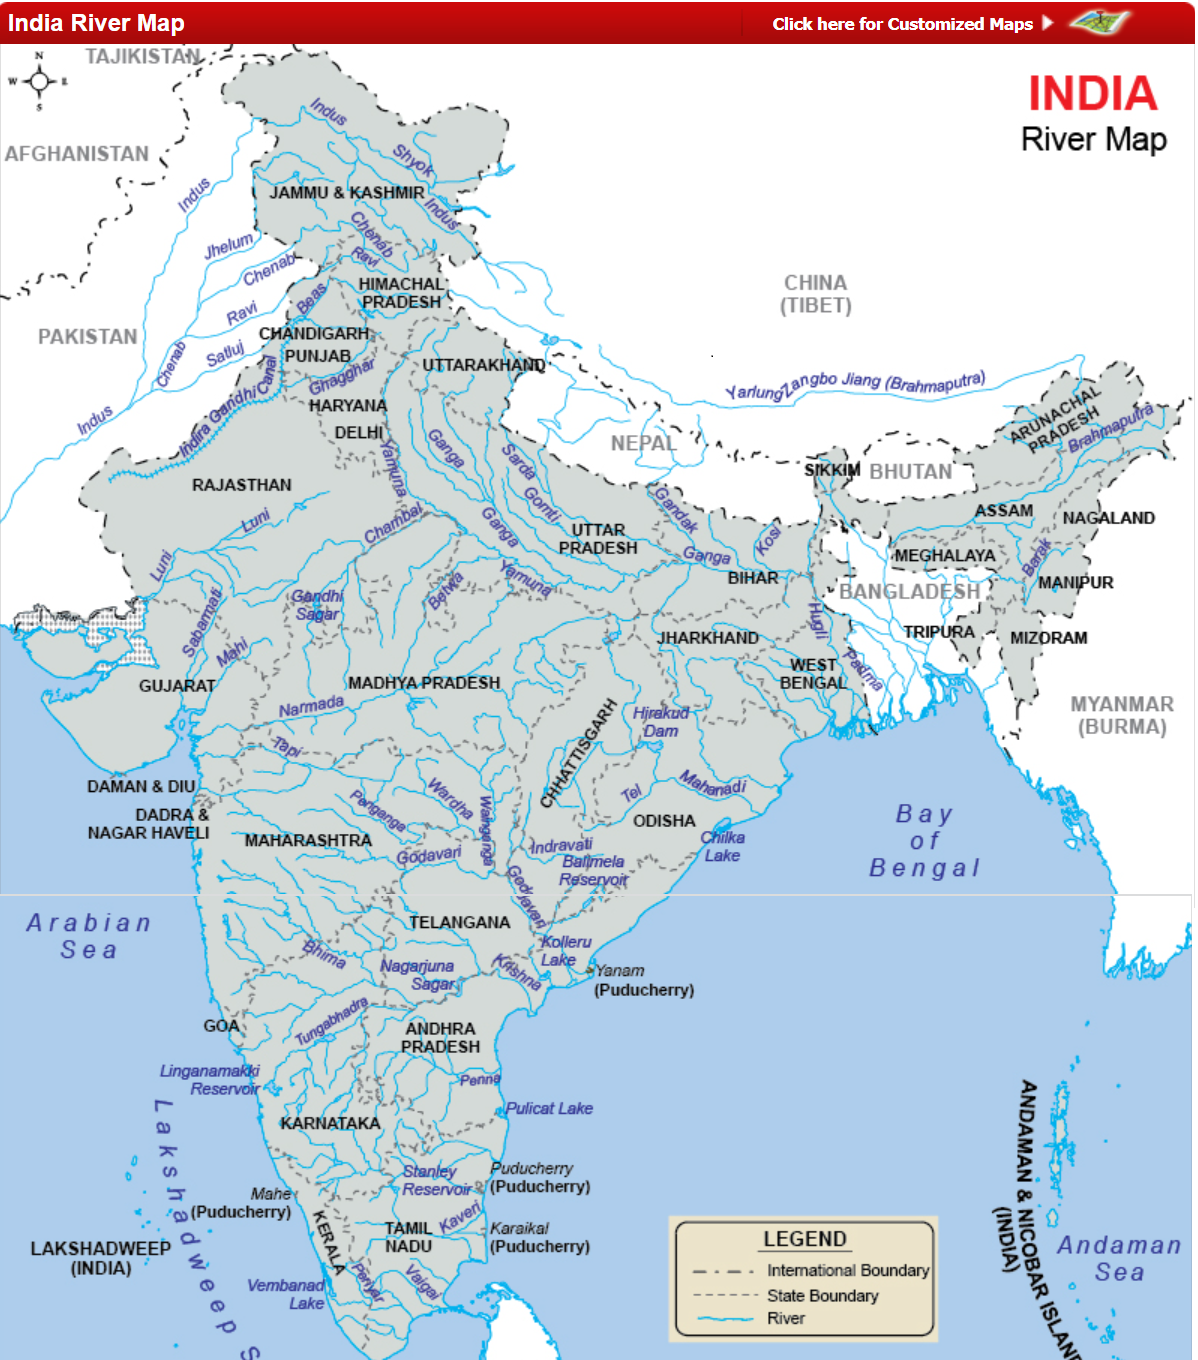 India River Map
Click here for Customized Maps
INDIA
River Map
N
W
E
S
TAJIKISTAN
AFGHANISTAN
PAKISTAN
CHINA
(TIBET)
NEPAL
BHUTAN
BANGLADESH
MYANMAR
(BURMA)
Indus
Shyok
JAMMU & KASHMIR
Indus
Indus
Jhelum
Chenab
Chenab
Ravi
HIMACHAL
PRADESH
Beas
Ravi
CHANDIGARH
PUNJAB
Satluj
Chenab
UTTARAKHAND
Ghagghar
Indira Gandhi Canal
Indus
HARYANA
DELHI
Yamuna
Ganga
Sarda
Gomti
YarlungZangbo Jiang (Brahmaputra)
ARUNACHAL
PRADESH
Brahmaputra
SIKKIM
RAJASTHAN
Luni
Chambal
Ganga
UTTAR
PRADESH
Gandak
Kosi
Ganga
BIHAR
ASSAM
NAGALAND
MEGHALAYA
Barak
MANIPUR
Luni
Sabarmati
Mahi
Gandhi
Sagar
Betwa
Yamuna
Hugli
JHARKHAND
TRIPURA
MIZORAM
WEST
BENGAL
Padma
GUJARAT
MADHYA PRADESH
Narmada
Tapi
CHHATTISGARH
Hirakud
Dam
DAMAN & DIU
DADRA &
NAGAR HAVELI
MAHARASHTRA
Penganga
Wardha
Wainganga
Godavari
Tel
Mahanadi
ODISHA
Chilka
Lake
Indravati
Balimela
Reservoir
Godavari
Bay
of
Bengal
Arabian
Sea
TELANGANA
Bhima
Nagarjuna
Sagar
Krishna
Kolleru
Lake
Yanam
(Puducherry)
GOA
Tungabhadra
ANDHRA
PRADESH
Linganamakki
Reservoir
Penna
Pulicat Lake
KARNATAKA
Stanley
Reservoir
Puducherry
(Puducherry)
Mahe
(Puducherry)
KERALA
TAMIL
NADU
Kaveri
Karaikal
(Puducherry)
LAKSHADWEEP
(INDIA)
Lakshadweep S
Vembanad
Lake
Periyar
Vaigai
ANDAMAN & NICOBAR ISLAND
(INDIA)
Andaman
Sea
LEGEND
International Boundary
State Boundary
River